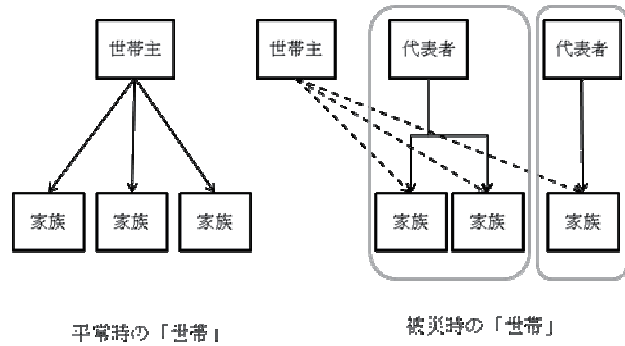 世帯主
世帯主
代表者
代表者
家族
家族
家族
家族
家族
家族
平常時の「世帯」
被災時の「世帯」